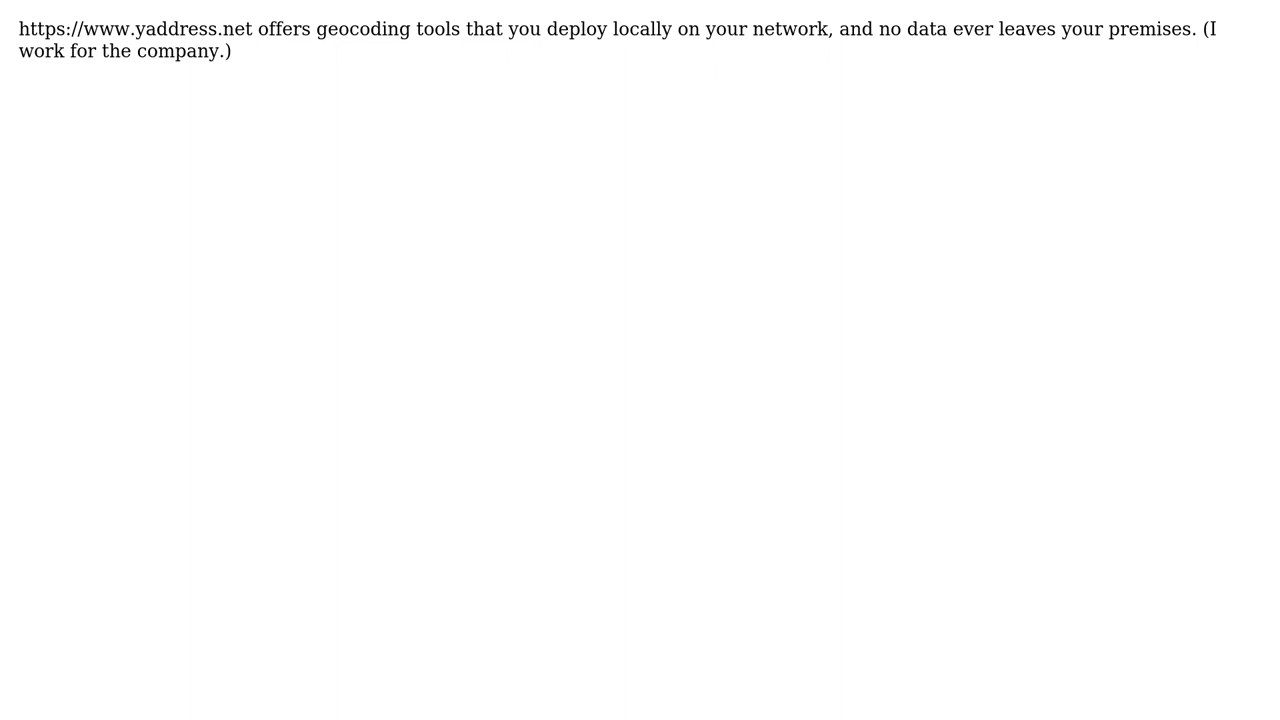 https://www.yaddress.net offers geocoding tools that you deploy locally on your network, and no data ever leaves your premises. (I
work for the company.)